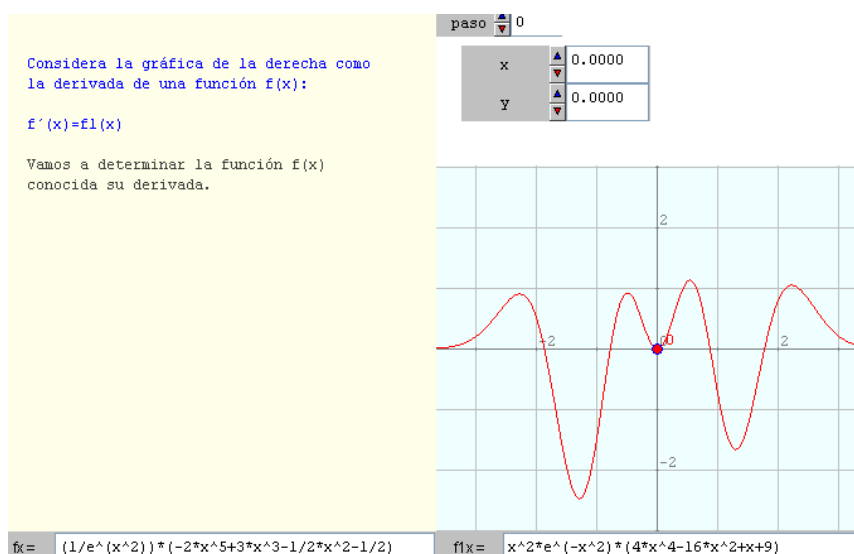 paso 0
Considera la gráfica de la derecha como
la derivada de una función f(x):
f´(x)=f1(x)
Vamos a determinar la función f(x)
conocida su derivada.
x 0.0000
y 0.0000
2
-2 0 2
-2
fx= (1/e^(x^2))*(-2*x^5+3*x^3-1/2*x^2-1/2)
f1x= x^2*e^(-x^2)*(4*x^4-16*x^2+x+9)